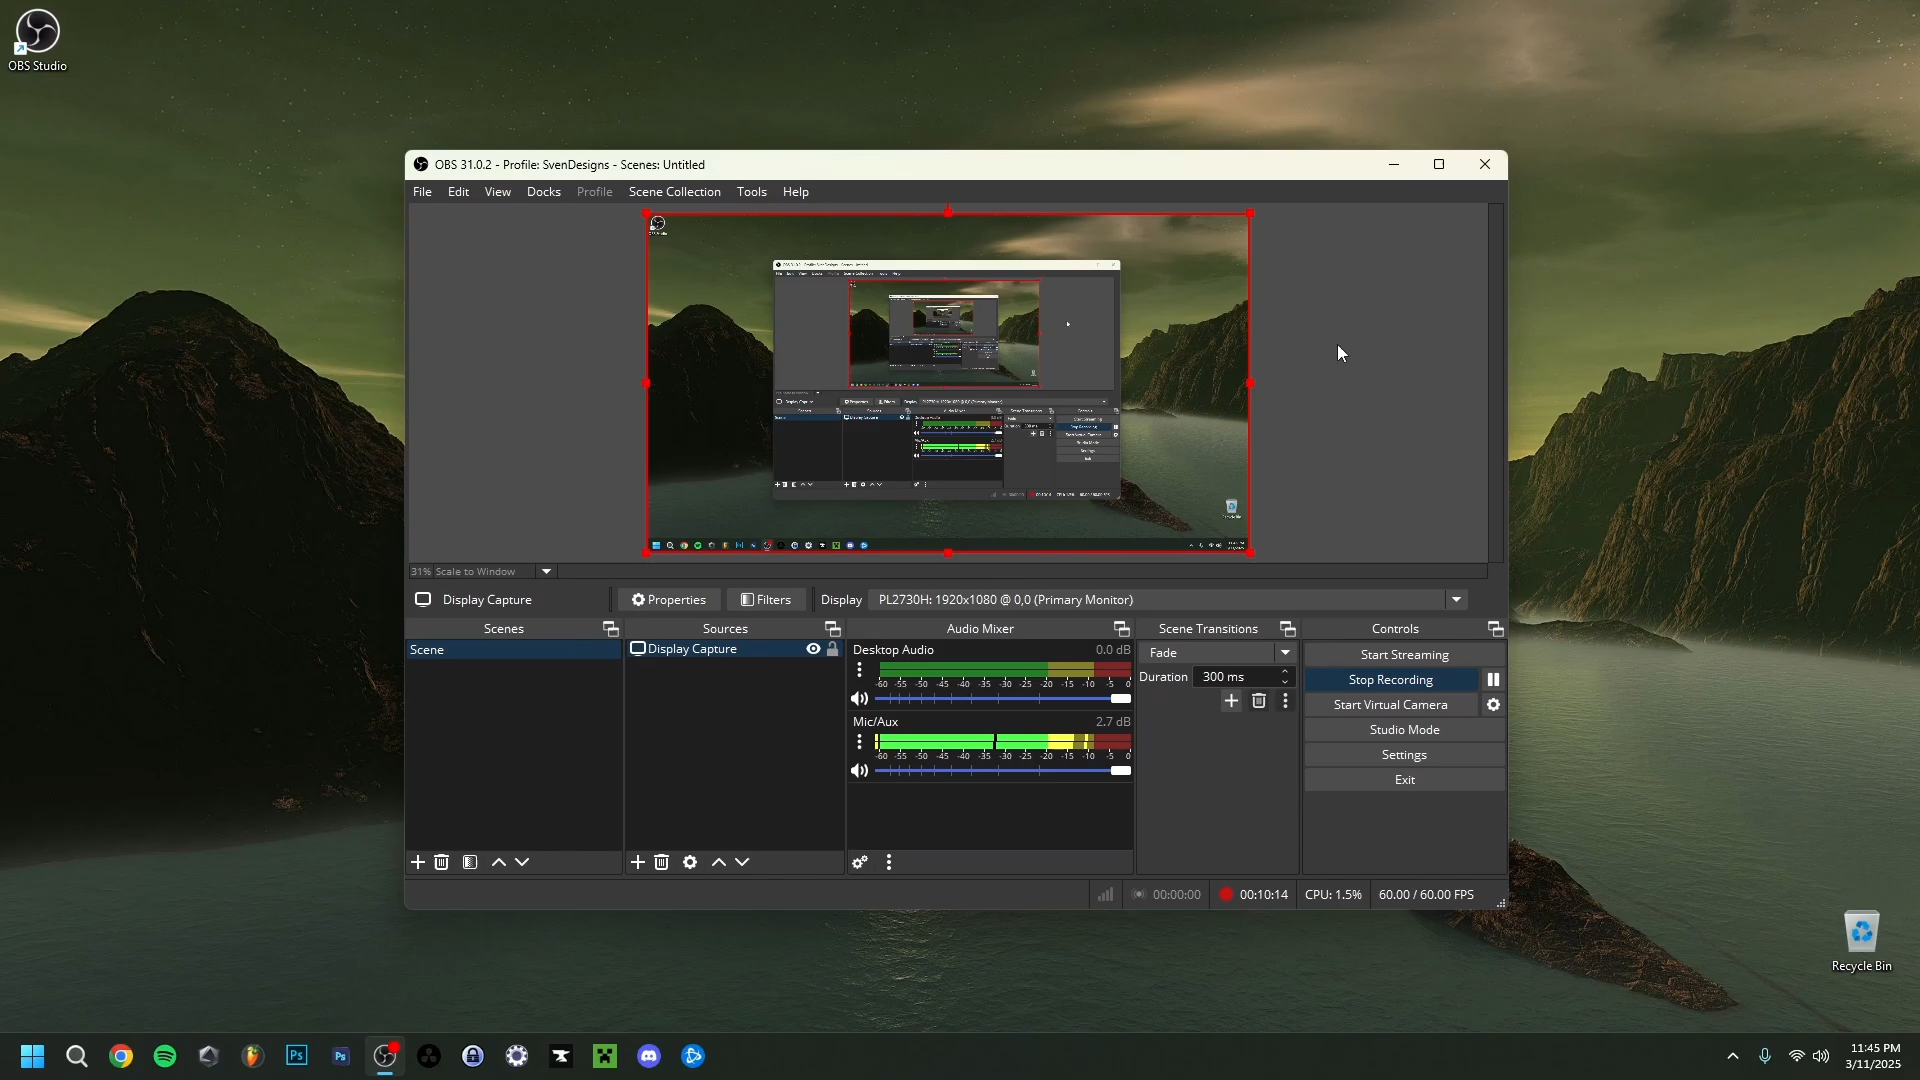 OBS Studio
OBS 31.0.2 - Profile: SvenDesigns - Scenes: Untitled
File Edit View Docks Profile Scene Collection Tools Help
31% Scale to Window
Display Capture Properties Filters Display PL2730H: 1920x1080 @ 0,0 (Primary Monitor)
Scenes Sources Audio Mixer Scene Transitions Controls
Scene
Display Capture
Desktop Audio 0.0 dB
-60 -55 -50 -45 -40 -35 -30 -25 -20 -15 -10 -5 0
Mic/Aux 2.7 dB
-60 -55 -50 -45 -40 -35 -30 -25 -20 -15 -10 -5 0
Fade
Duration 300 ms
Start Streaming
Stop Recording
Start Virtual Camera
Studio Mode
Settings
Exit
00:00:00 00:10:14 CPU: 1.5% 60.00 / 60.00 FPS
Recycle Bin
Ps
Ps
11:45 PM
3/11/2025